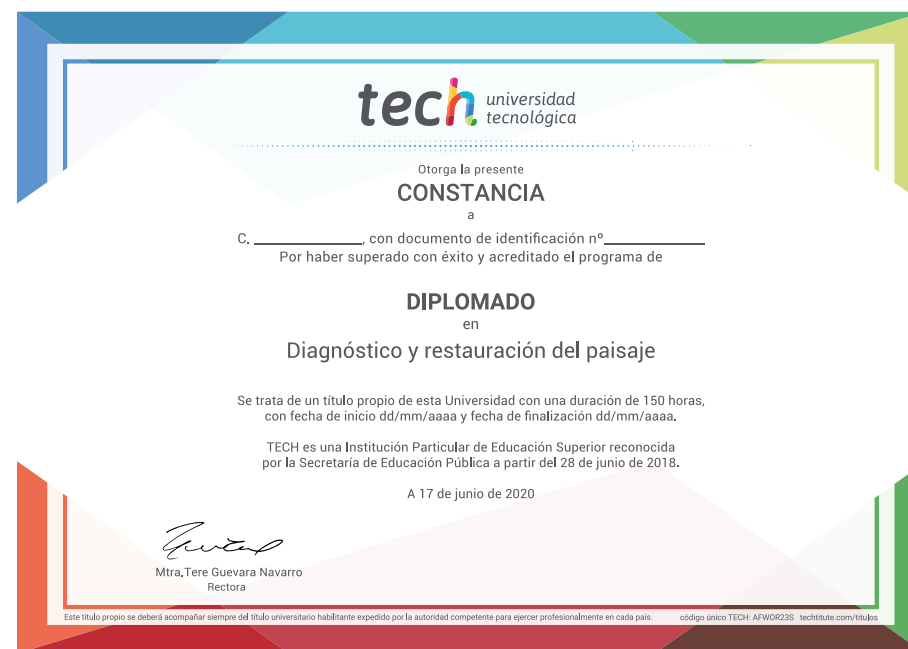 tech universidad
tecnológica
Otorga la presente
CONSTANCIA
a
C. ______________, con documento de identificación nº_____________
Por haber superado con éxito y acreditado el programa de
DIPLOMADO
en
Diagnóstico y restauración del paisaje
Se trata de un título propio de esta Universidad con una duración de 150 horas,
con fecha de inicio dd/mm/aaaa y fecha de finalización dd/mm/aaaa.
TECH es una Institución Particular de Educación Superior reconocida
por la Secretaría de Educación Pública a partir del 28 de junio de 2018.
A 17 de junio de 2020
Mtra.Tere Guevara Navarro
Rectora
Este título propio se deberá acompañar siempre del título universitario habilitante expedido por la autoridad competente para ejercer profesionalmente en cada país. código único TECH: AFWOR23S techtitute.com/titulos